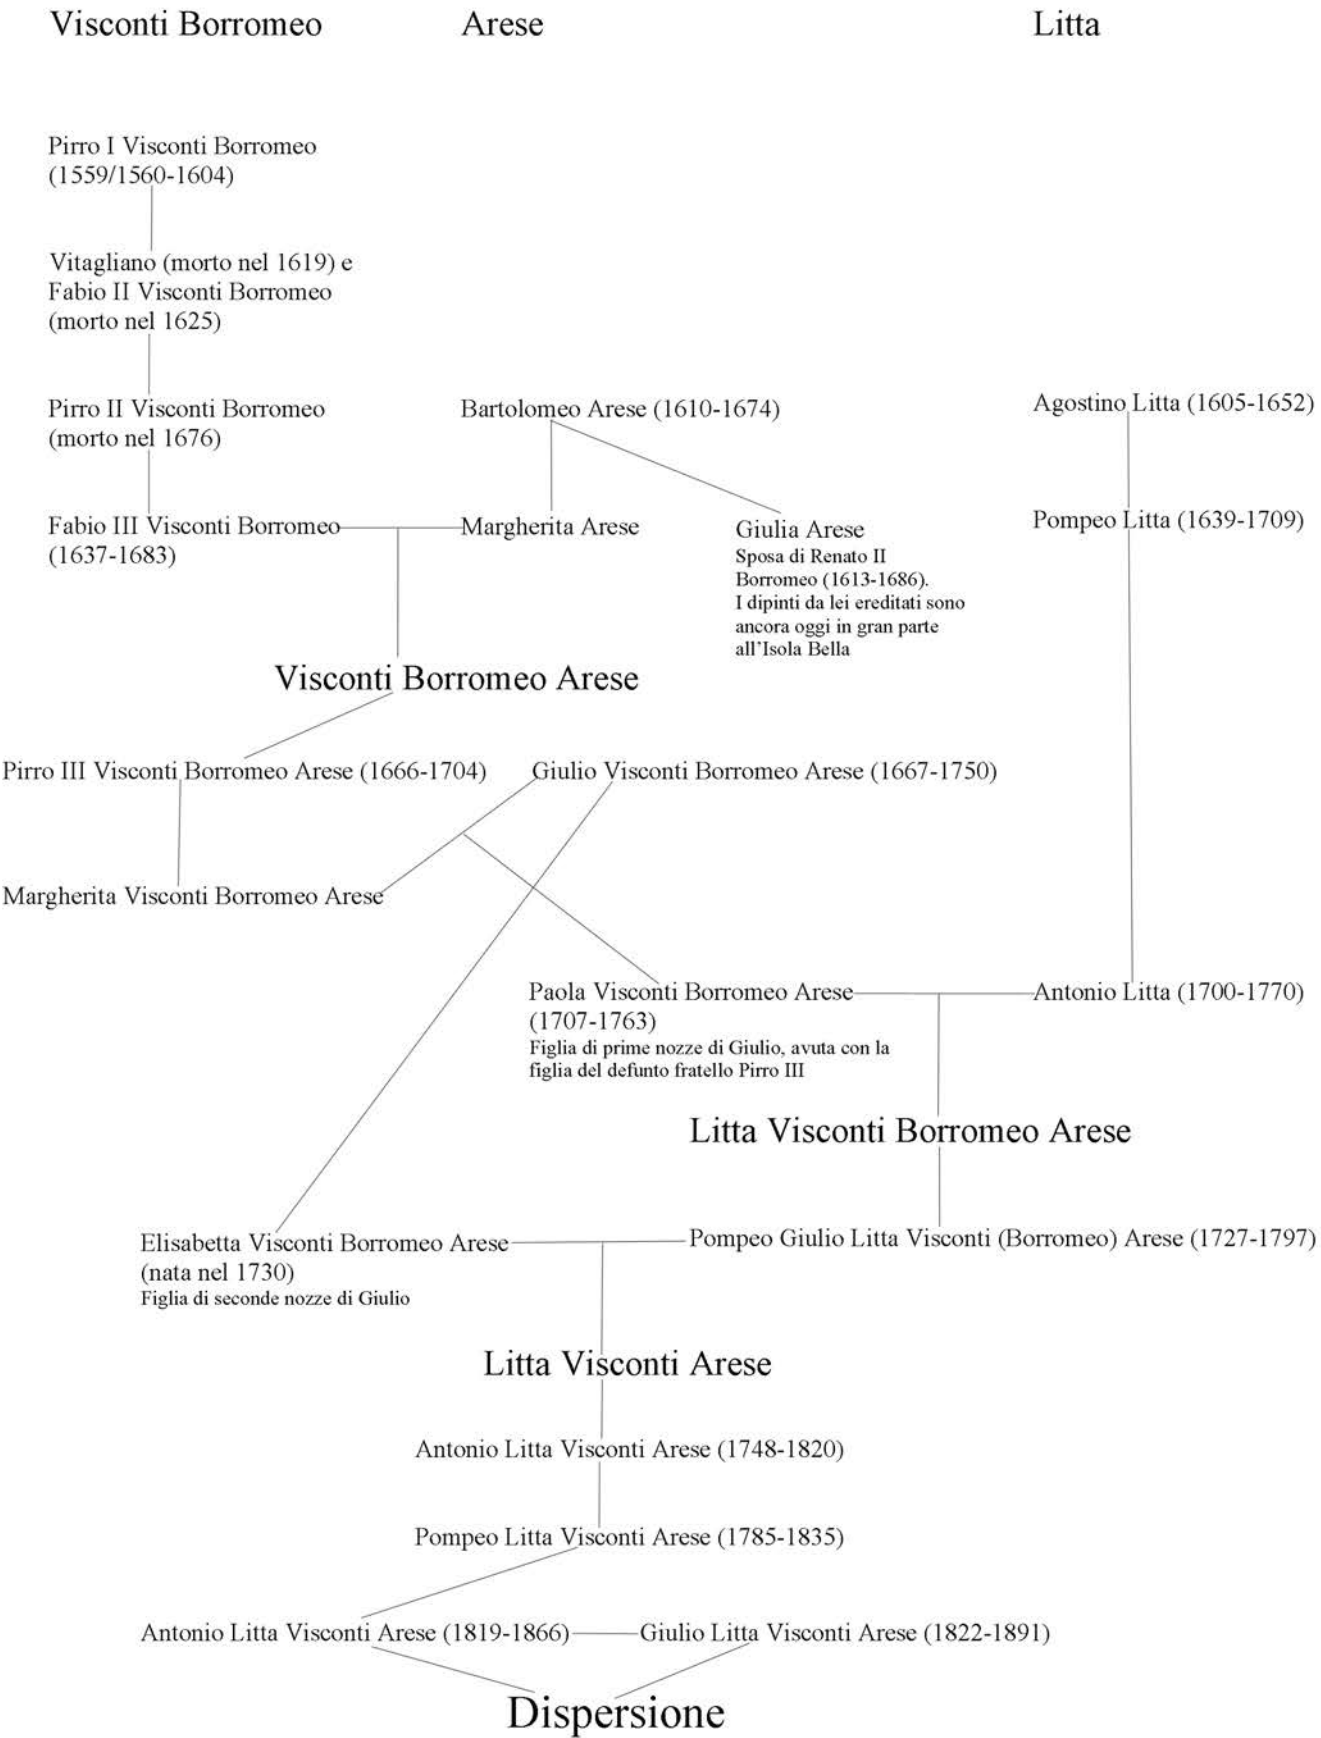 Visconti Borromeo
Arese
Litta
Pirro I Visconti Borromeo
(1559/1560-1604)
Vitagliano (morto nel 1619) e
Fabio II Visconti Borromeo
(morto nel 1625)
Pirro II Visconti Borromeo
(morto nel 1676)
Bartolomeo Arese (1610-1674)
Agostino Litta (1605-1652)
Fabio III Visconti Borromeo
(1637-1683)
Margherita Arese
Giulia Arese
Sposa di Renato II
Borromeo (1613-1686).
I dipinti da lei ereditati sono
ancora oggi in gran parte
all'Isola Bella
Pompeo Litta (1639-1709)
Visconti Borromeo Arese
Pirro III Visconti Borromeo Arese (1666-1704)
Giulio Visconti Borromeo Arese (1667-1750)
Margherita Visconti Borromeo Arese
Paola Visconti Borromeo Arese
(1707-1763)
Figlia di prime nozze di Giulio, avuta con la
figlia del defunto fratello Pirro III
Antonio Litta (1700-1770)
Litta Visconti Borromeo Arese
Elisabetta Visconti Borromeo Arese
(nata nel 1730)
Figlia di seconde nozze di Giulio
Pompeo Giulio Litta Visconti (Borromeo) Arese (1727-1797)
Litta Visconti Arese
Antonio Litta Visconti Arese (1748-1820)
Pompeo Litta Visconti Arese (1785-1835)
Antonio Litta Visconti Arese (1819-1866)
Giulio Litta Visconti Arese (1822-1891)
Dispersione